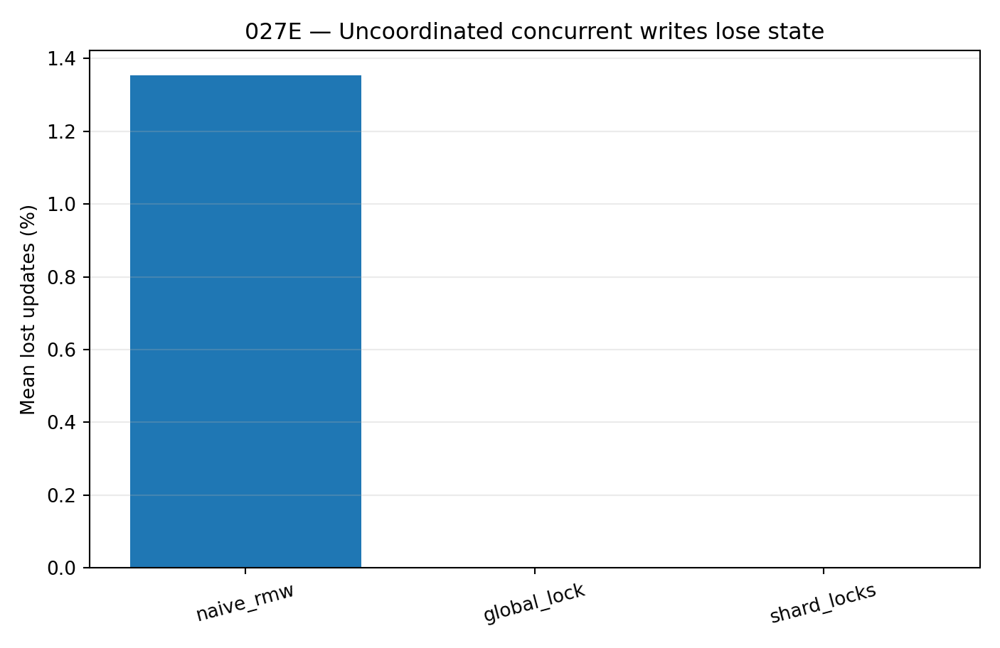 027E — Uncoordinated concurrent writes lose state
Mean lost updates (%)
1.4
1.2
1.0
0.8
0.6
0.4
0.2
0.0
naive_rmw
global_lock
shard_locks